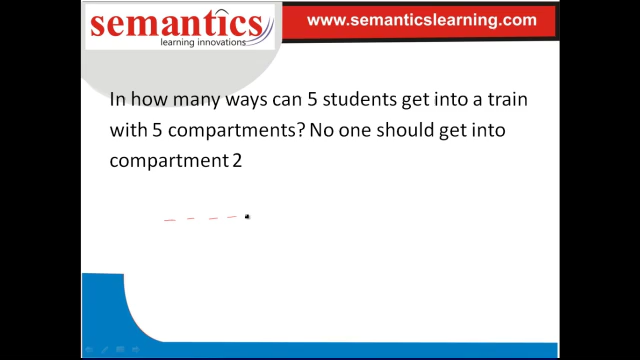 semantics
learning innovations
www.semanticslearning.com
In how many ways can 5 students get into a train
with 5 compartments? No one should get into
compartment 2